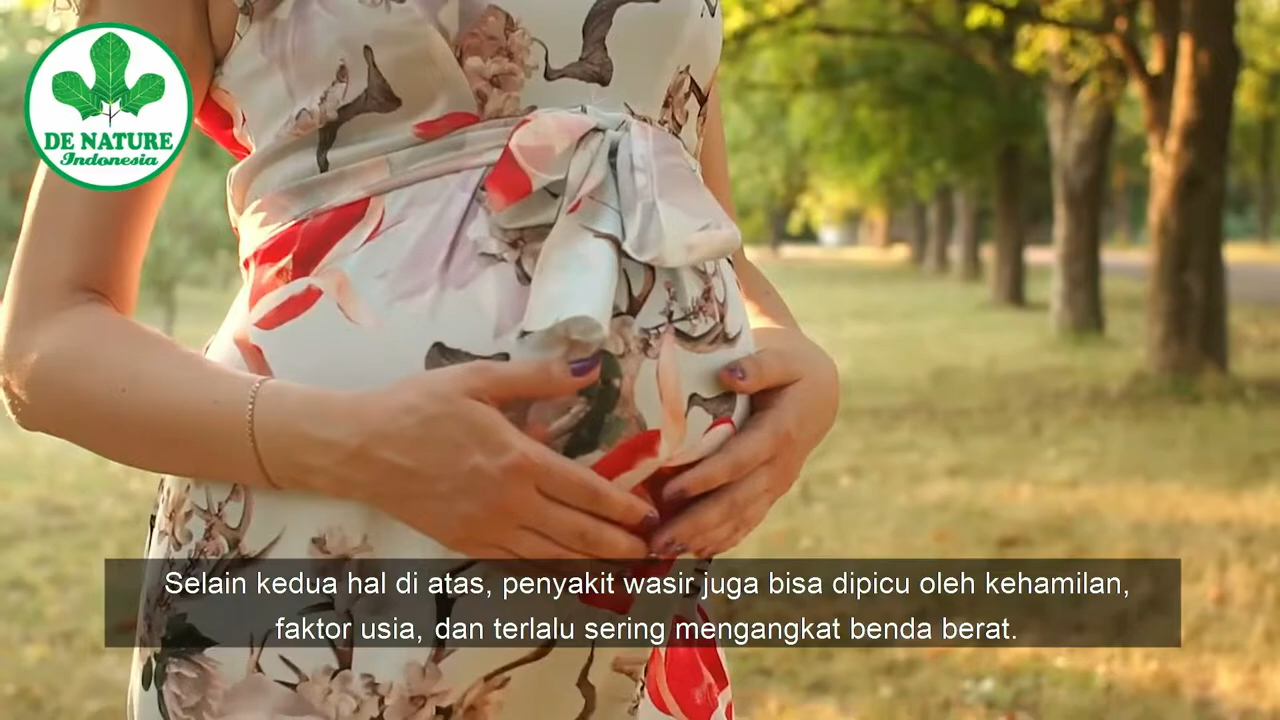 DE NATURE
Indonesia
Selain kedua hal di atas, penyakit wasir juga bisa dipicu oleh kehamilan,
faktor usia, dan terlalu sering mengangkat benda berat.